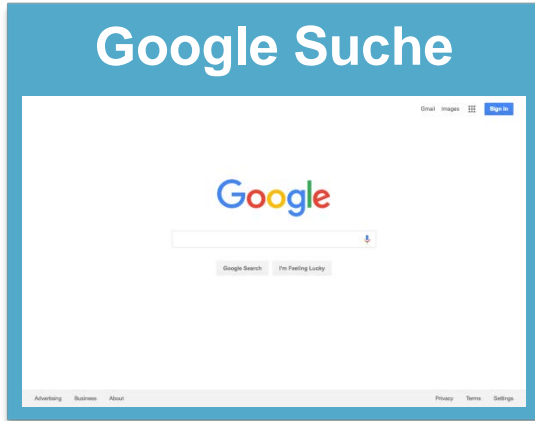 Google Suche
Gmail Images Sign in
Google
Google Search I'm Feeling Lucky
Advertising Business About Privacy Terms Settings